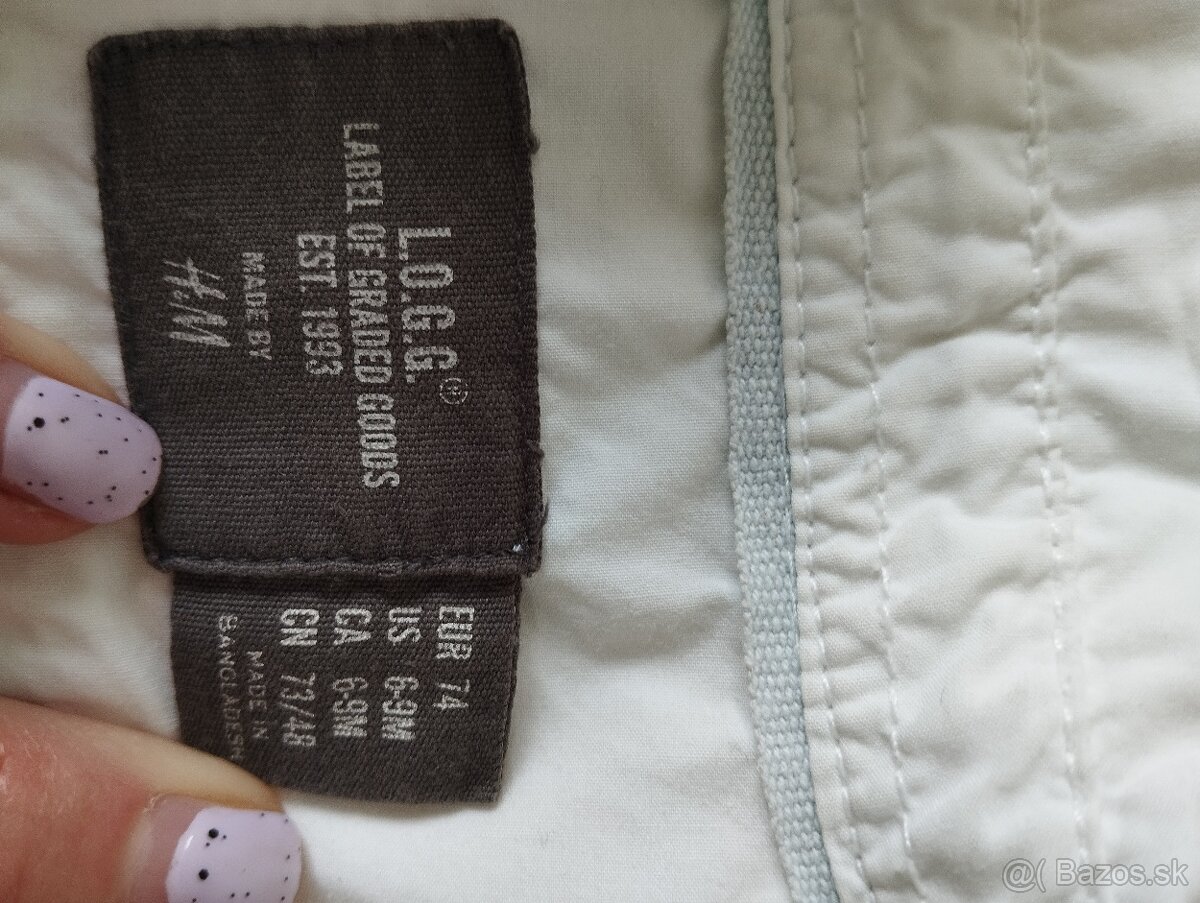 L.O.G.G.®
LABEL OF GRADED GOODS
EST. 1993
MADE BY
H&M
EUR 74
US 6-9M
CA 6-9M
CN 73/48
MADE IN
BANGLADESH
@( Bazos.sk